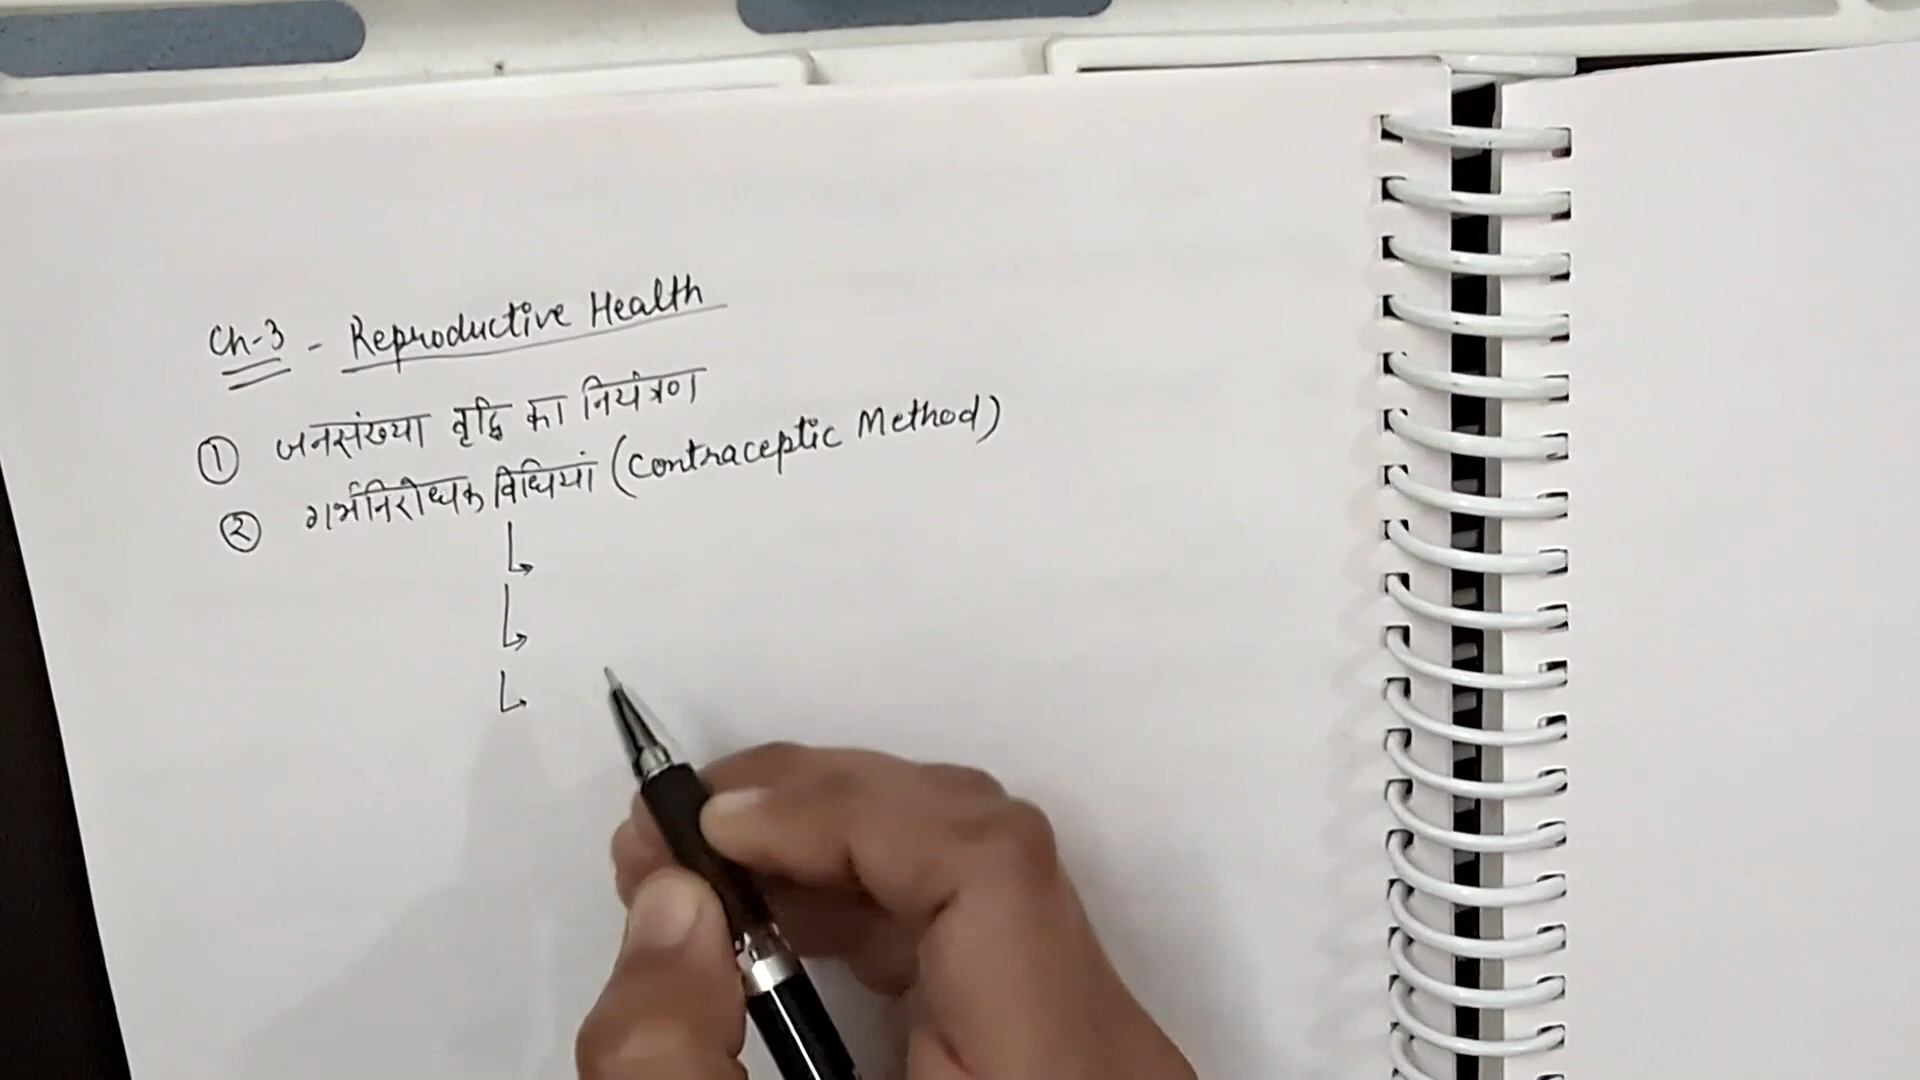 Ch-3 - Reproductive Health
① जनसंख्या वृद्धि का नियंत्रण
② गर्भनिरोधक विधियां (Contraceptic Method)
↳
↳
↳